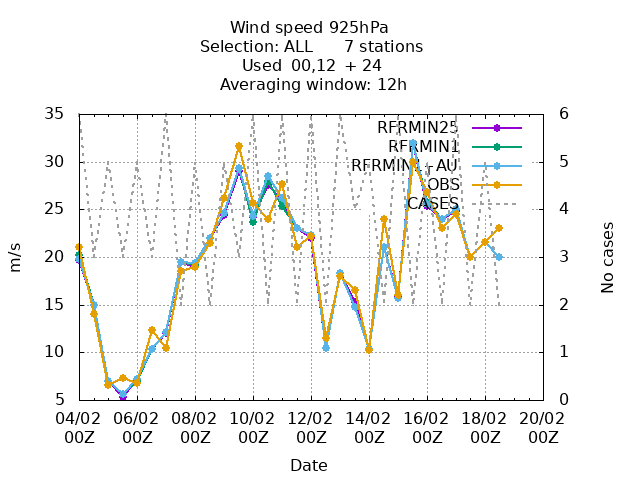 Wind speed 925hPa
Selection: ALL 7 stations
Used 00,12 + 24
Averaging window: 12h
35
30
25
20
15
10
5
m/s
6
5
4
3
2
1
0
No cases
RFRMIN25
RFRMIN1
AU
OBS
CASES
04/02 06/02 08/02 10/02 12/02 14/02 16/02 18/02 20/02
00Z 00Z 00Z 00Z 00Z 00Z 00Z 00Z 00Z
Date